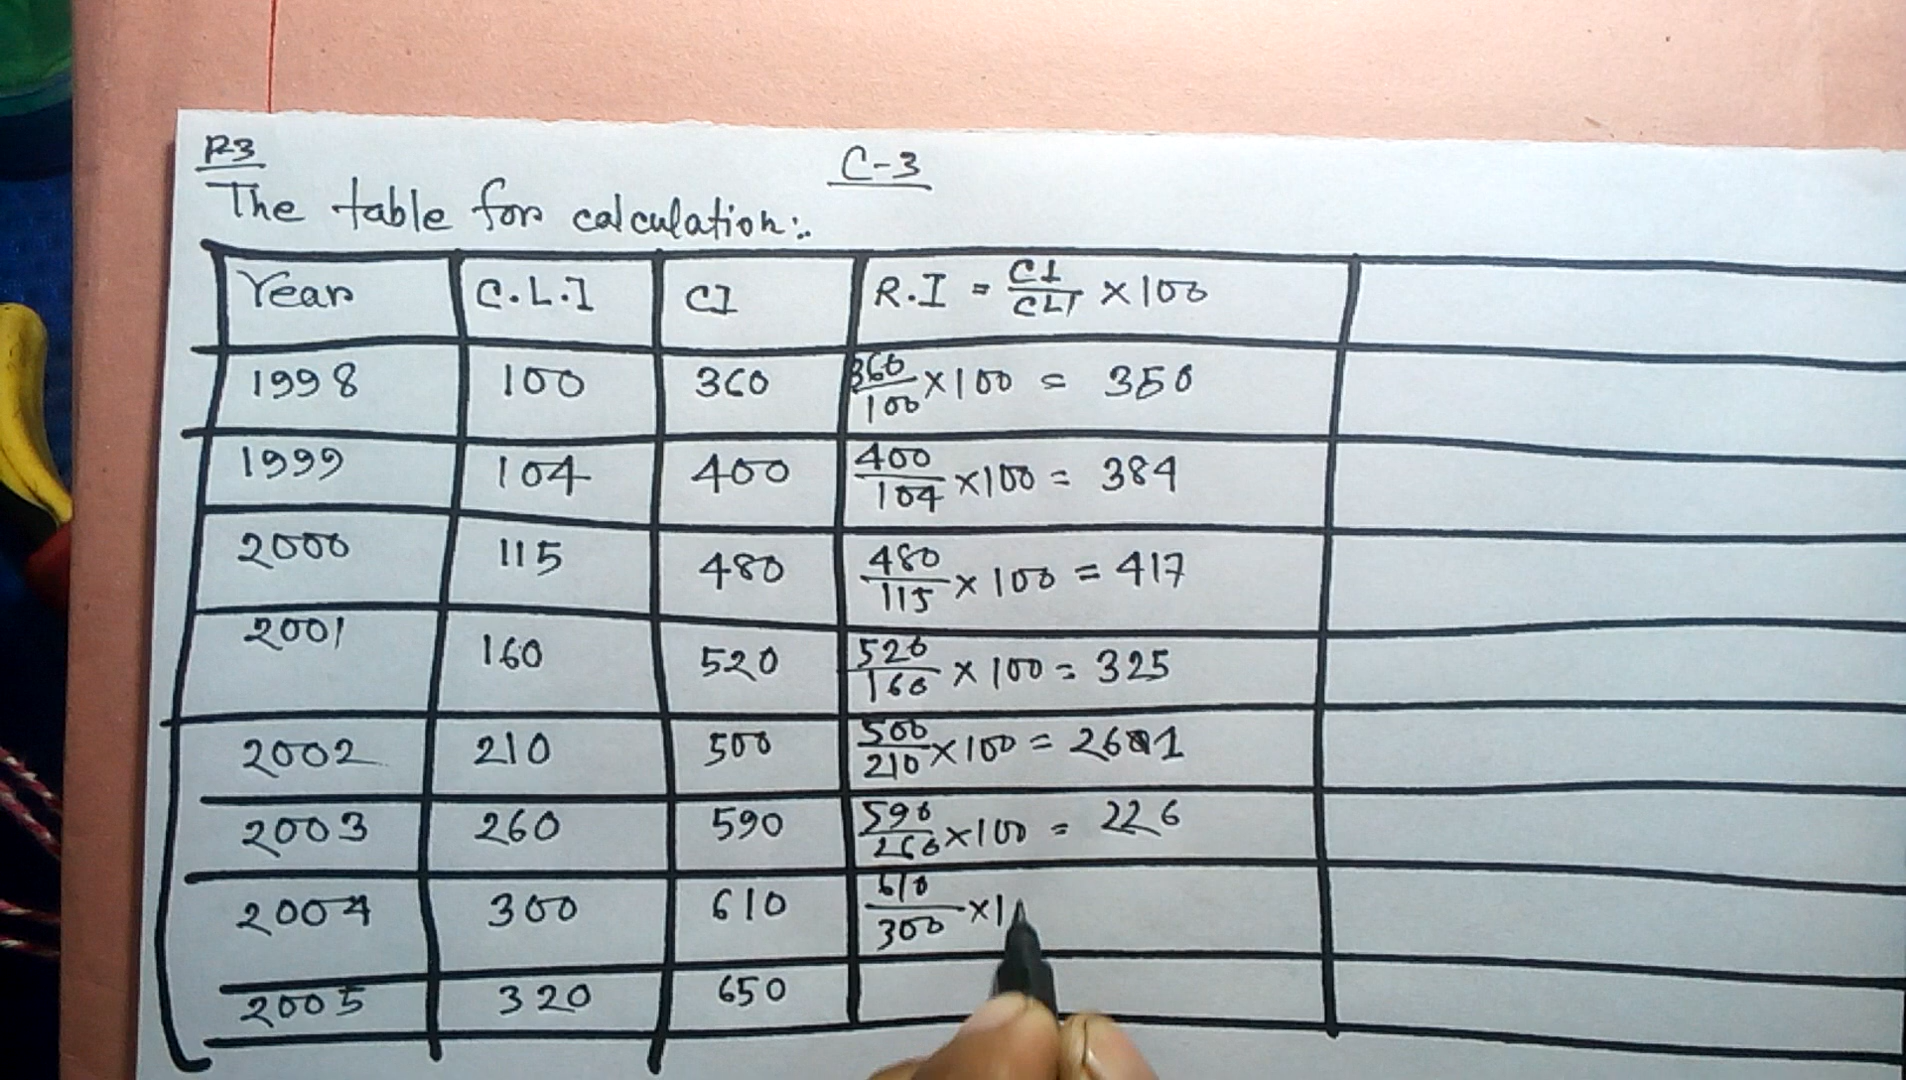 P3
C-3
The table for calculation:.
Year C.L.I CI R.I = CI/CLI × 100
1998 100 360 360/100 × 100 = 350
1999 104 400 400/104 × 100 = 384
2000 115 480 480/115 × 100 = 417
2001 160 520 520/160 × 100 = 325
2002 210 500 500/210 × 100 = 261
2003 260 590 590/260 × 100 = 226
2004 300 610 610/300 × 1
2005 320 650